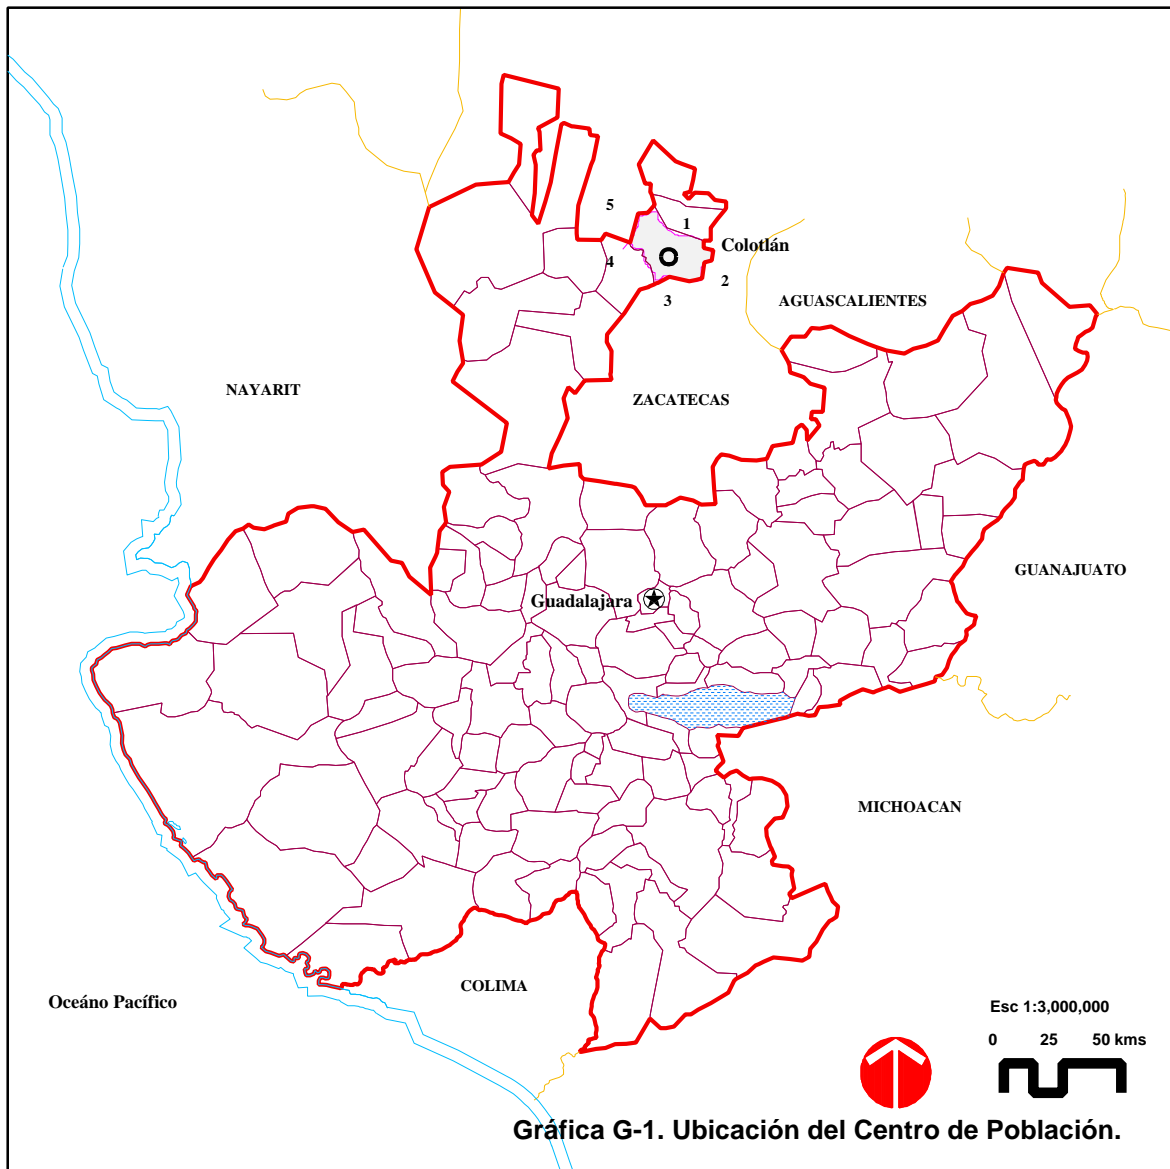 5
1
Colotlán
4
2
3
AGUASCALIENTES
NAYARIT
ZACATECAS
GUANAJUATO
Guadalajara
MICHOACAN
COLIMA
Oceáno Pacífico
Esc 1:3,000,000
0 25 50 kms
Gráfica G-1. Ubicación del Centro de Población.